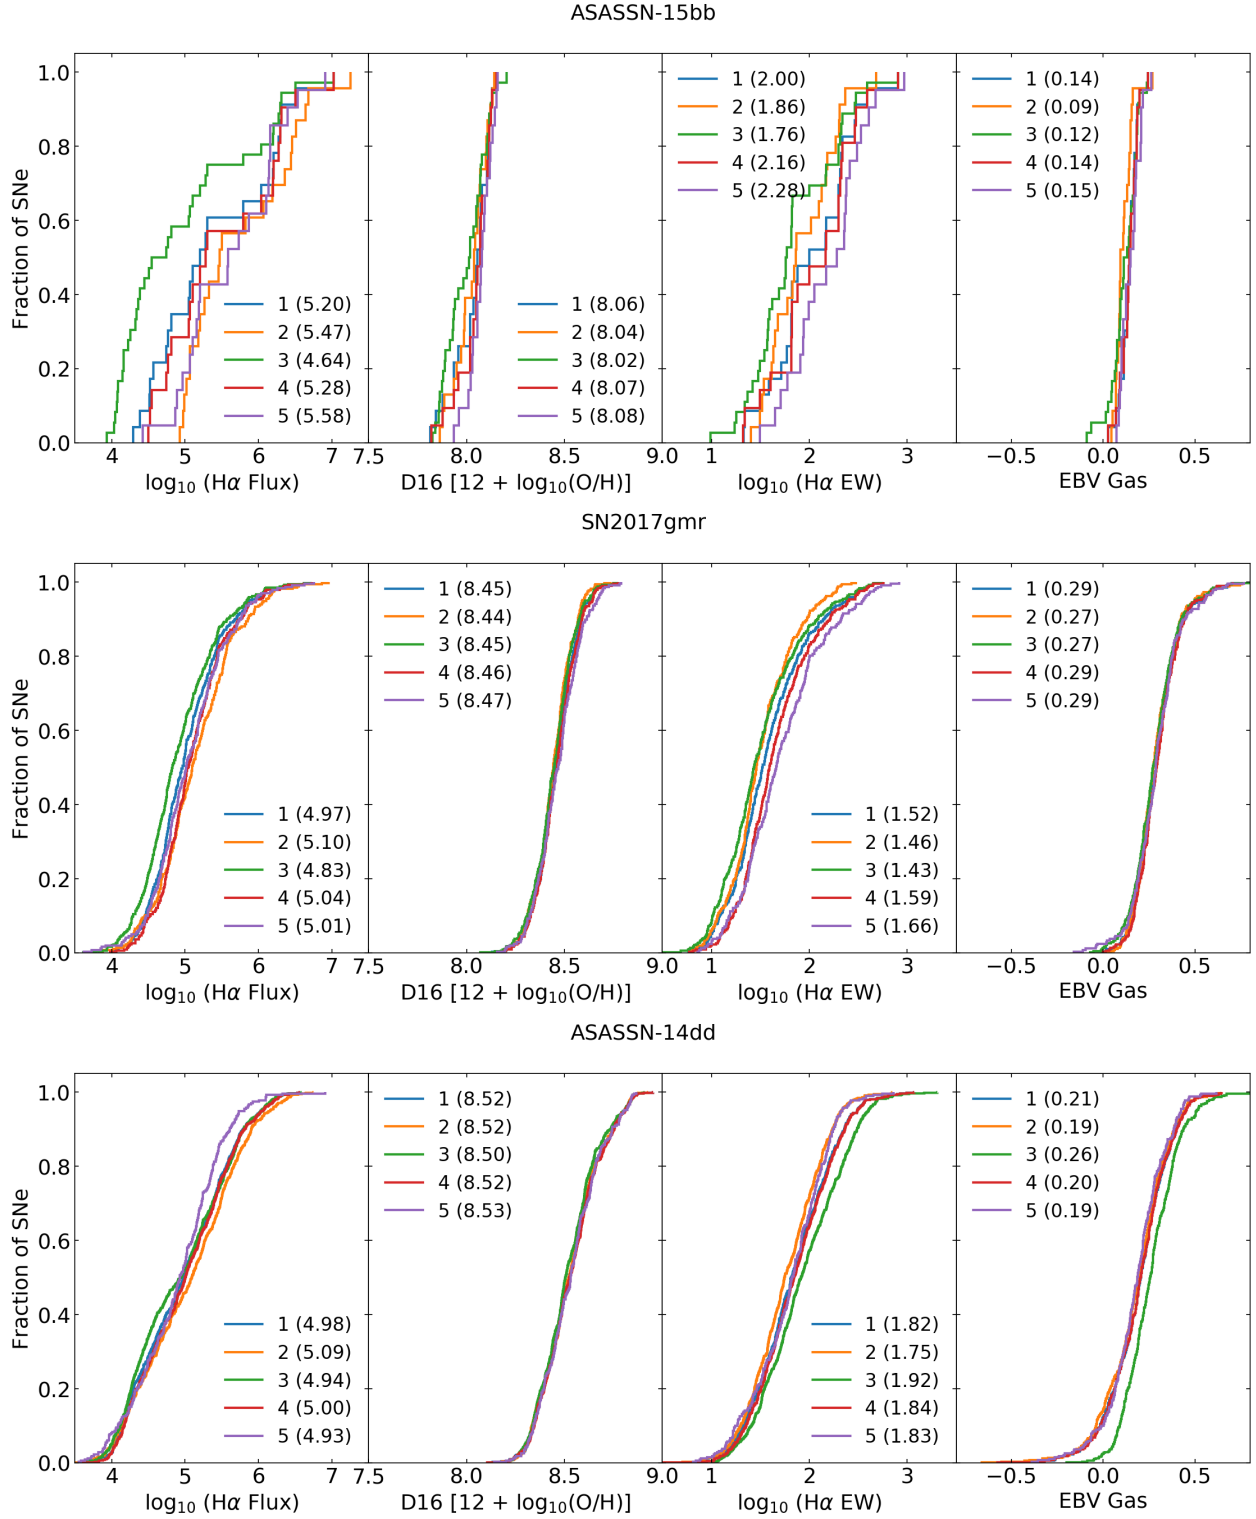 ASASSN-15bb
Fraction of SNe
1.0
0.8
0.6
0.4
0.2
0.0
1 (5.20)
2 (5.47)
3 (4.64)
4 (5.28)
5 (5.58)
4 5 6 7
log10 (Hα Flux)
1 (8.06)
2 (8.04)
3 (8.02)
4 (8.07)
5 (8.08)
7.5 8.0 8.5 9.0
D16 [12 + log10(O/H)]
1 (2.00)
2 (1.86)
3 (1.76)
4 (2.16)
5 (2.28)
1 2 3
log10 (Hα EW)
1 (0.14)
2 (0.09)
3 (0.12)
4 (0.14)
5 (0.15)
−0.5 0.0 0.5
EBV Gas
SN2017gmr
Fraction of SNe
1.0
0.8
0.6
0.4
0.2
0.0
1 (4.97)
2 (5.10)
3 (4.83)
4 (5.04)
5 (5.01)
4 5 6 7
log10 (Hα Flux)
1 (8.45)
2 (8.44)
3 (8.45)
4 (8.46)
5 (8.47)
7.5 8.0 8.5 9.0
D16 [12 + log10(O/H)]
1 (1.52)
2 (1.46)
3 (1.43)
4 (1.59)
5 (1.66)
1 2 3
log10 (Hα EW)
1 (0.29)
2 (0.27)
3 (0.27)
4 (0.29)
5 (0.29)
−0.5 0.0 0.5
EBV Gas
ASASSN-14dd
Fraction of SNe
1.0
0.8
0.6
0.4
0.2
0.0
1 (4.98)
2 (5.09)
3 (4.94)
4 (5.00)
5 (4.93)
4 5 6 7
log10 (Hα Flux)
1 (8.52)
2 (8.52)
3 (8.50)
4 (8.52)
5 (8.53)
7.5 8.0 8.5 9.0
D16 [12 + log10(O/H)]
1 (1.82)
2 (1.75)
3 (1.92)
4 (1.84)
5 (1.83)
1 2 3
log10 (Hα EW)
1 (0.21)
2 (0.19)
3 (0.26)
4 (0.20)
5 (0.19)
−0.5 0.0 0.5
EBV Gas